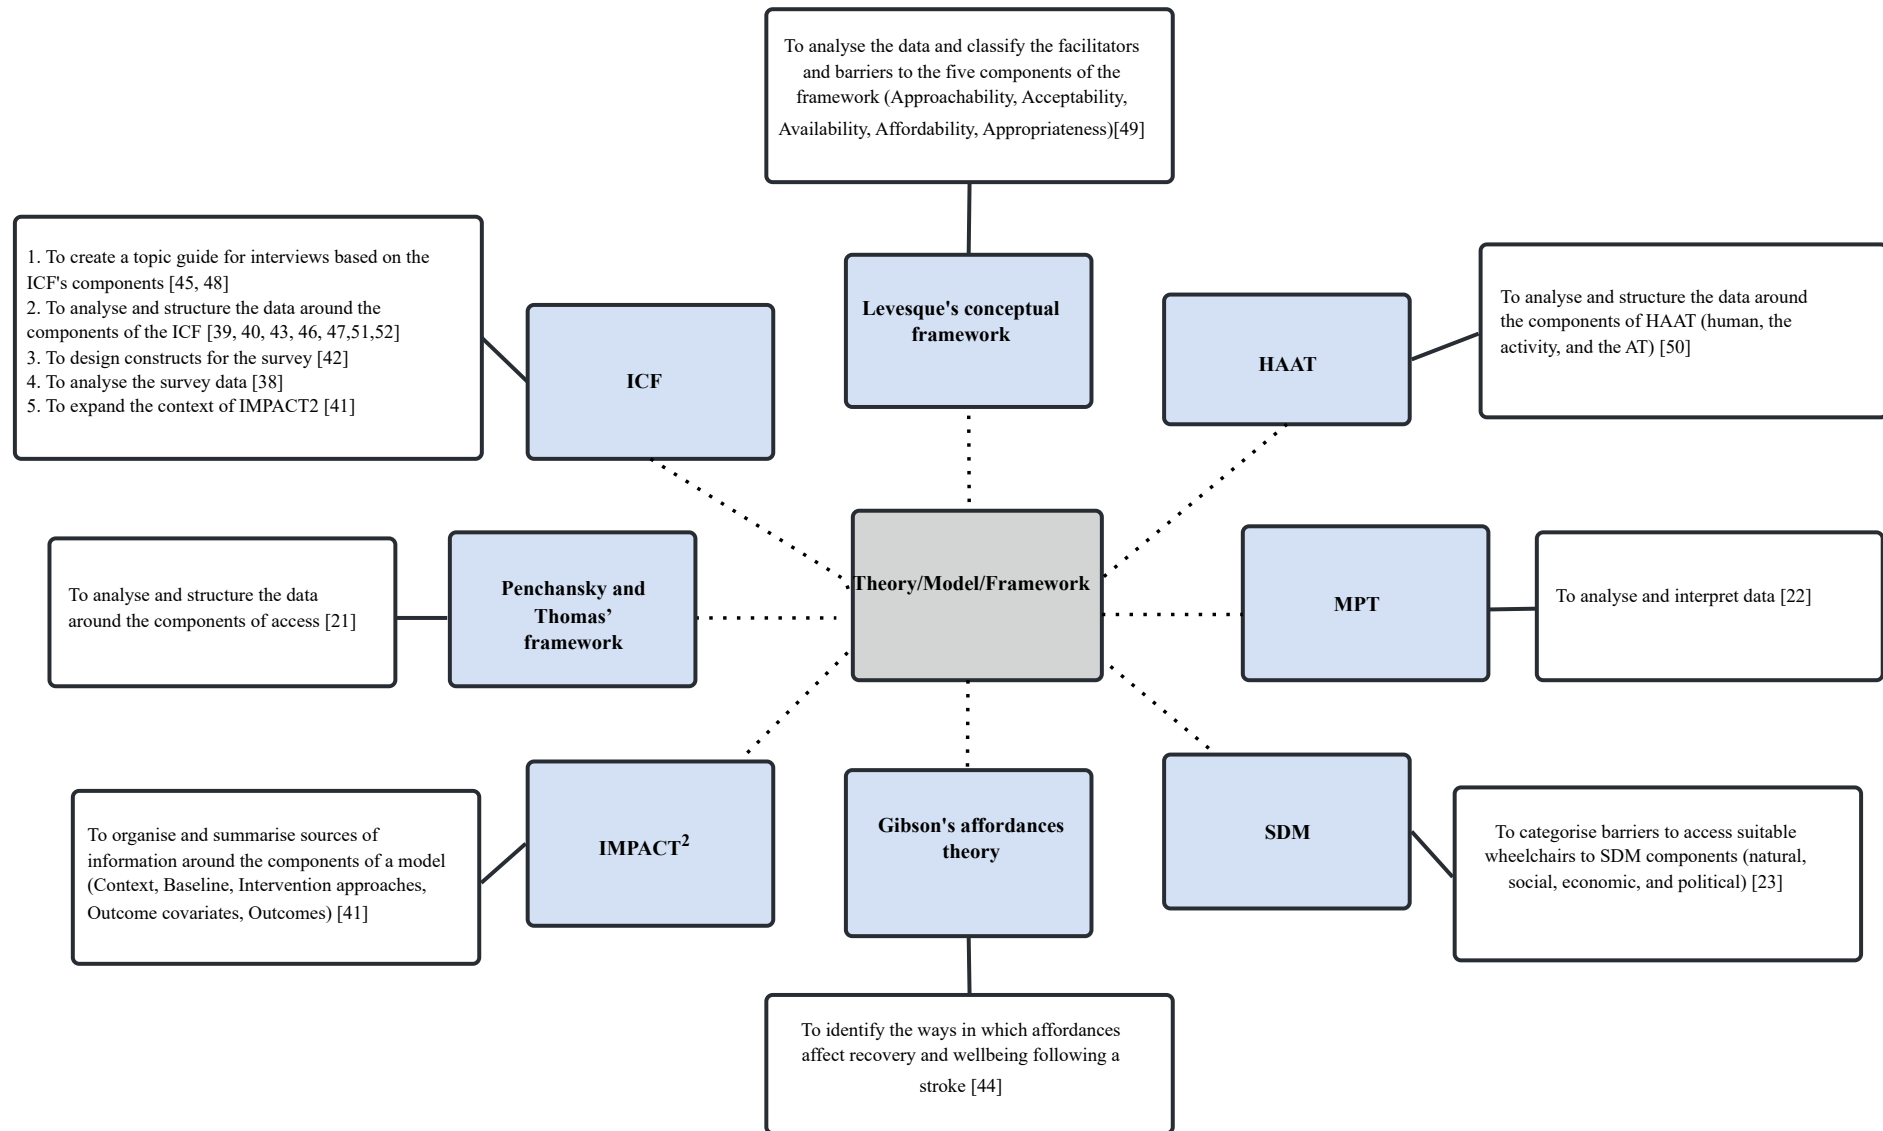 To analyse the data and classify the facilitators
and barriers to the five components of the
framework (Approachability, Acceptability,
Availability, Affordability, Appropriateness)[49]
1. To create a topic guide for interviews based on the
ICF's components [45, 48]
2. To analyse and structure the data around the
components of the ICF [39, 40, 43, 46, 47,51,52]
3. To design constructs for the survey [42]
4. To analyse the survey data [38]
5. To expand the context of IMPACT2 [41]
ICF
Levesque's conceptual
framework
HAAT
To analyse and structure the data around
the components of HAAT (human, the
activity, and the AT) [50]
To analyse and structure the data
around the components of access [21]
Penchansky and
Thomas’
framework
Theory/Model/Framework
MPT
To analyse and interpret data [22]
To organise and summarise sources of
information around the components of a model
(Context, Baseline, Intervention approaches,
Outcome covariates, Outcomes) [41]
IMPACT²
Gibson's affordances
theory
SDM
To categorise barriers to access suitable
wheelchairs to SDM components (natural,
social, economic, and political) [23]
To identify the ways in which affordances
affect recovery and wellbeing following a
stroke [44]